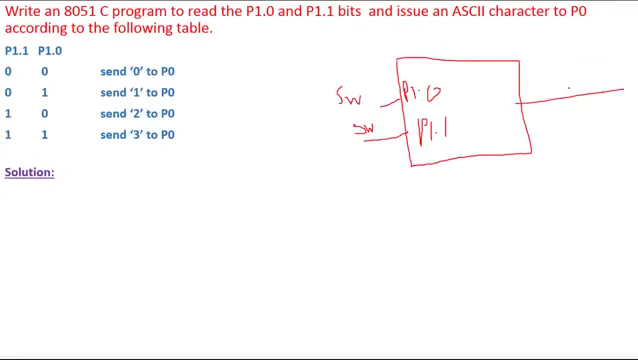 Write an 8051 C program to read the P1.0 and P1.1 bits and issue an ASCII character to P0
according to the following table.
P1.1 P1.0
0 0 send ‘0’ to P0
0 1 send ‘1’ to P0
1 0 send ‘2’ to P0
1 1 send ‘3’ to P0
Solution:
SW P1.0
SW P1.1